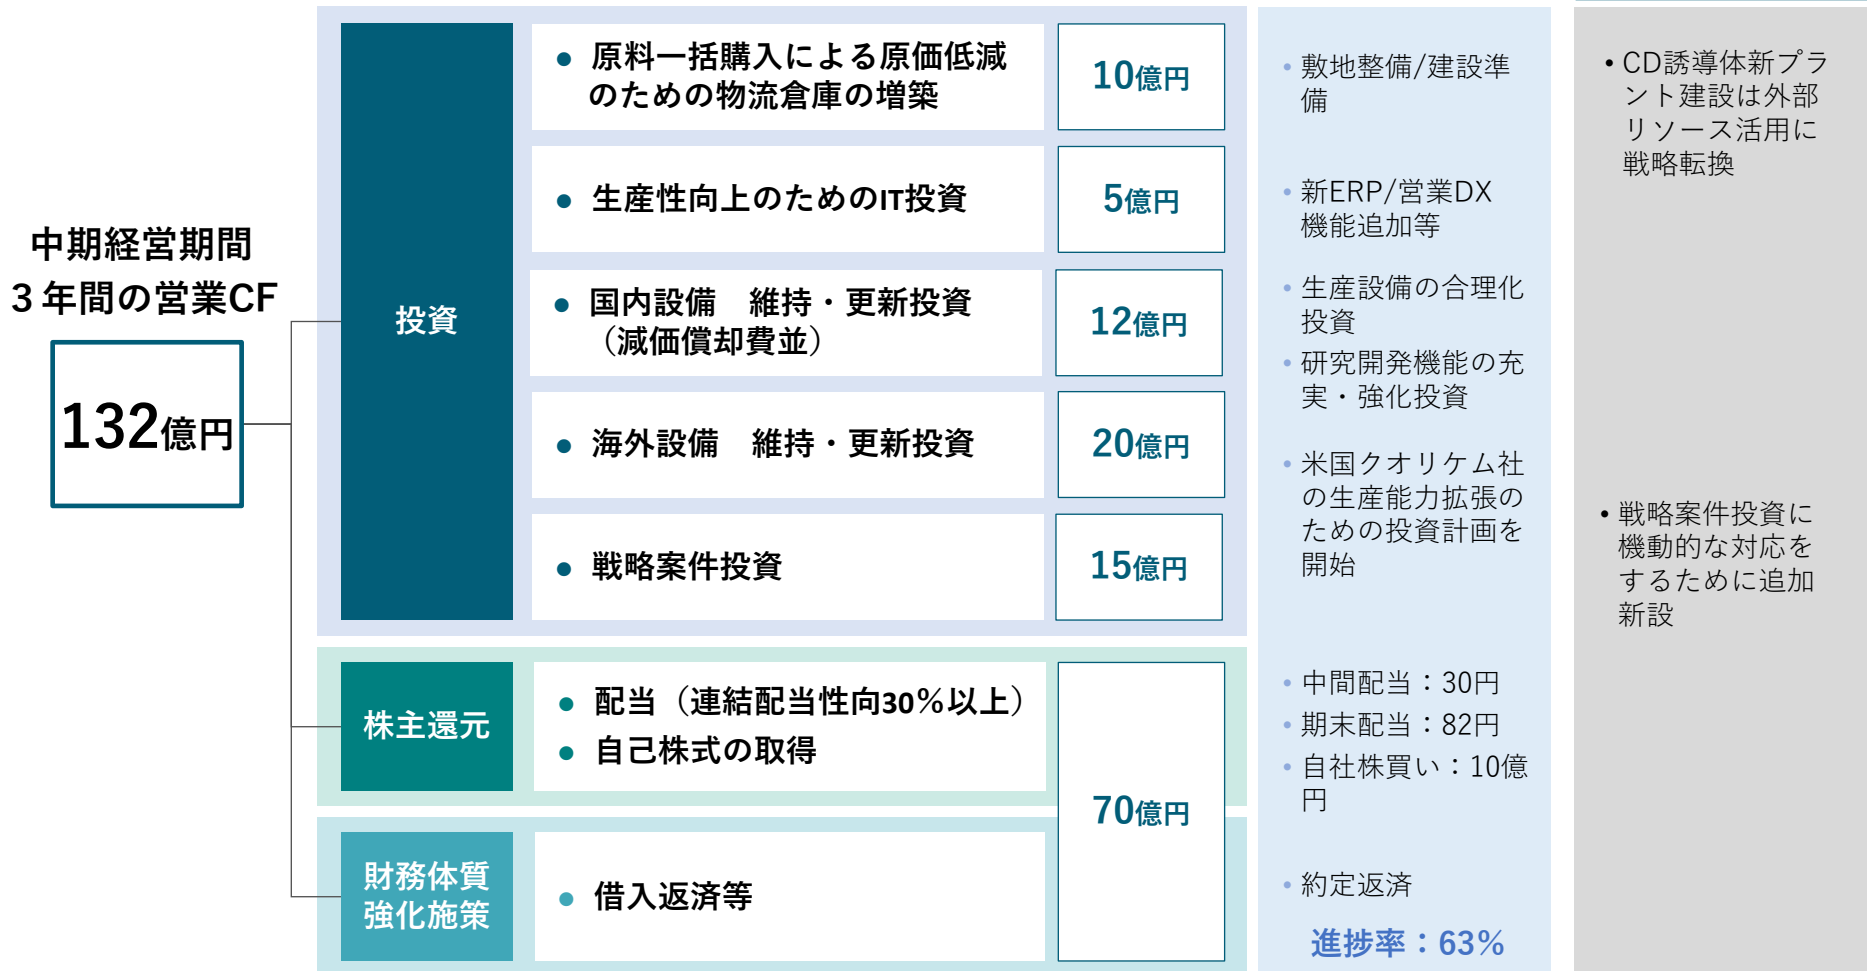 中期経営期間
３年間の営業CF
132億円
投資
● 原料一括購入による原価低減
のための物流倉庫の増築
10億円
● 生産性向上のためのIT投資
5億円
● 国内設備　維持・更新投資
（減価償却費並）
12億円
● 海外設備　維持・更新投資
20億円
● 戦略案件投資
15億円
株主還元
● 配当（連結配当性向30％以上）
● 自己株式の取得
70億円
財務体質
強化施策
● 借入返済等
• 敷地整備/建設準
備
• 新ERP/営業DX
機能追加等
• 生産設備の合理化
投資
• 研究開発機能の充
実・強化投資
• 米国クオリケム社
の生産能力拡張の
ための投資計画を
開始
• 中間配当：30円
• 期末配当：82円
• 自社株買い：10億
円
• 約定返済
進捗率：63%
• CD誘導体新プラ
ント建設は外部
リソース活用に
戦略転換
• 戦略案件投資に
機動的な対応を
するために追加
新設